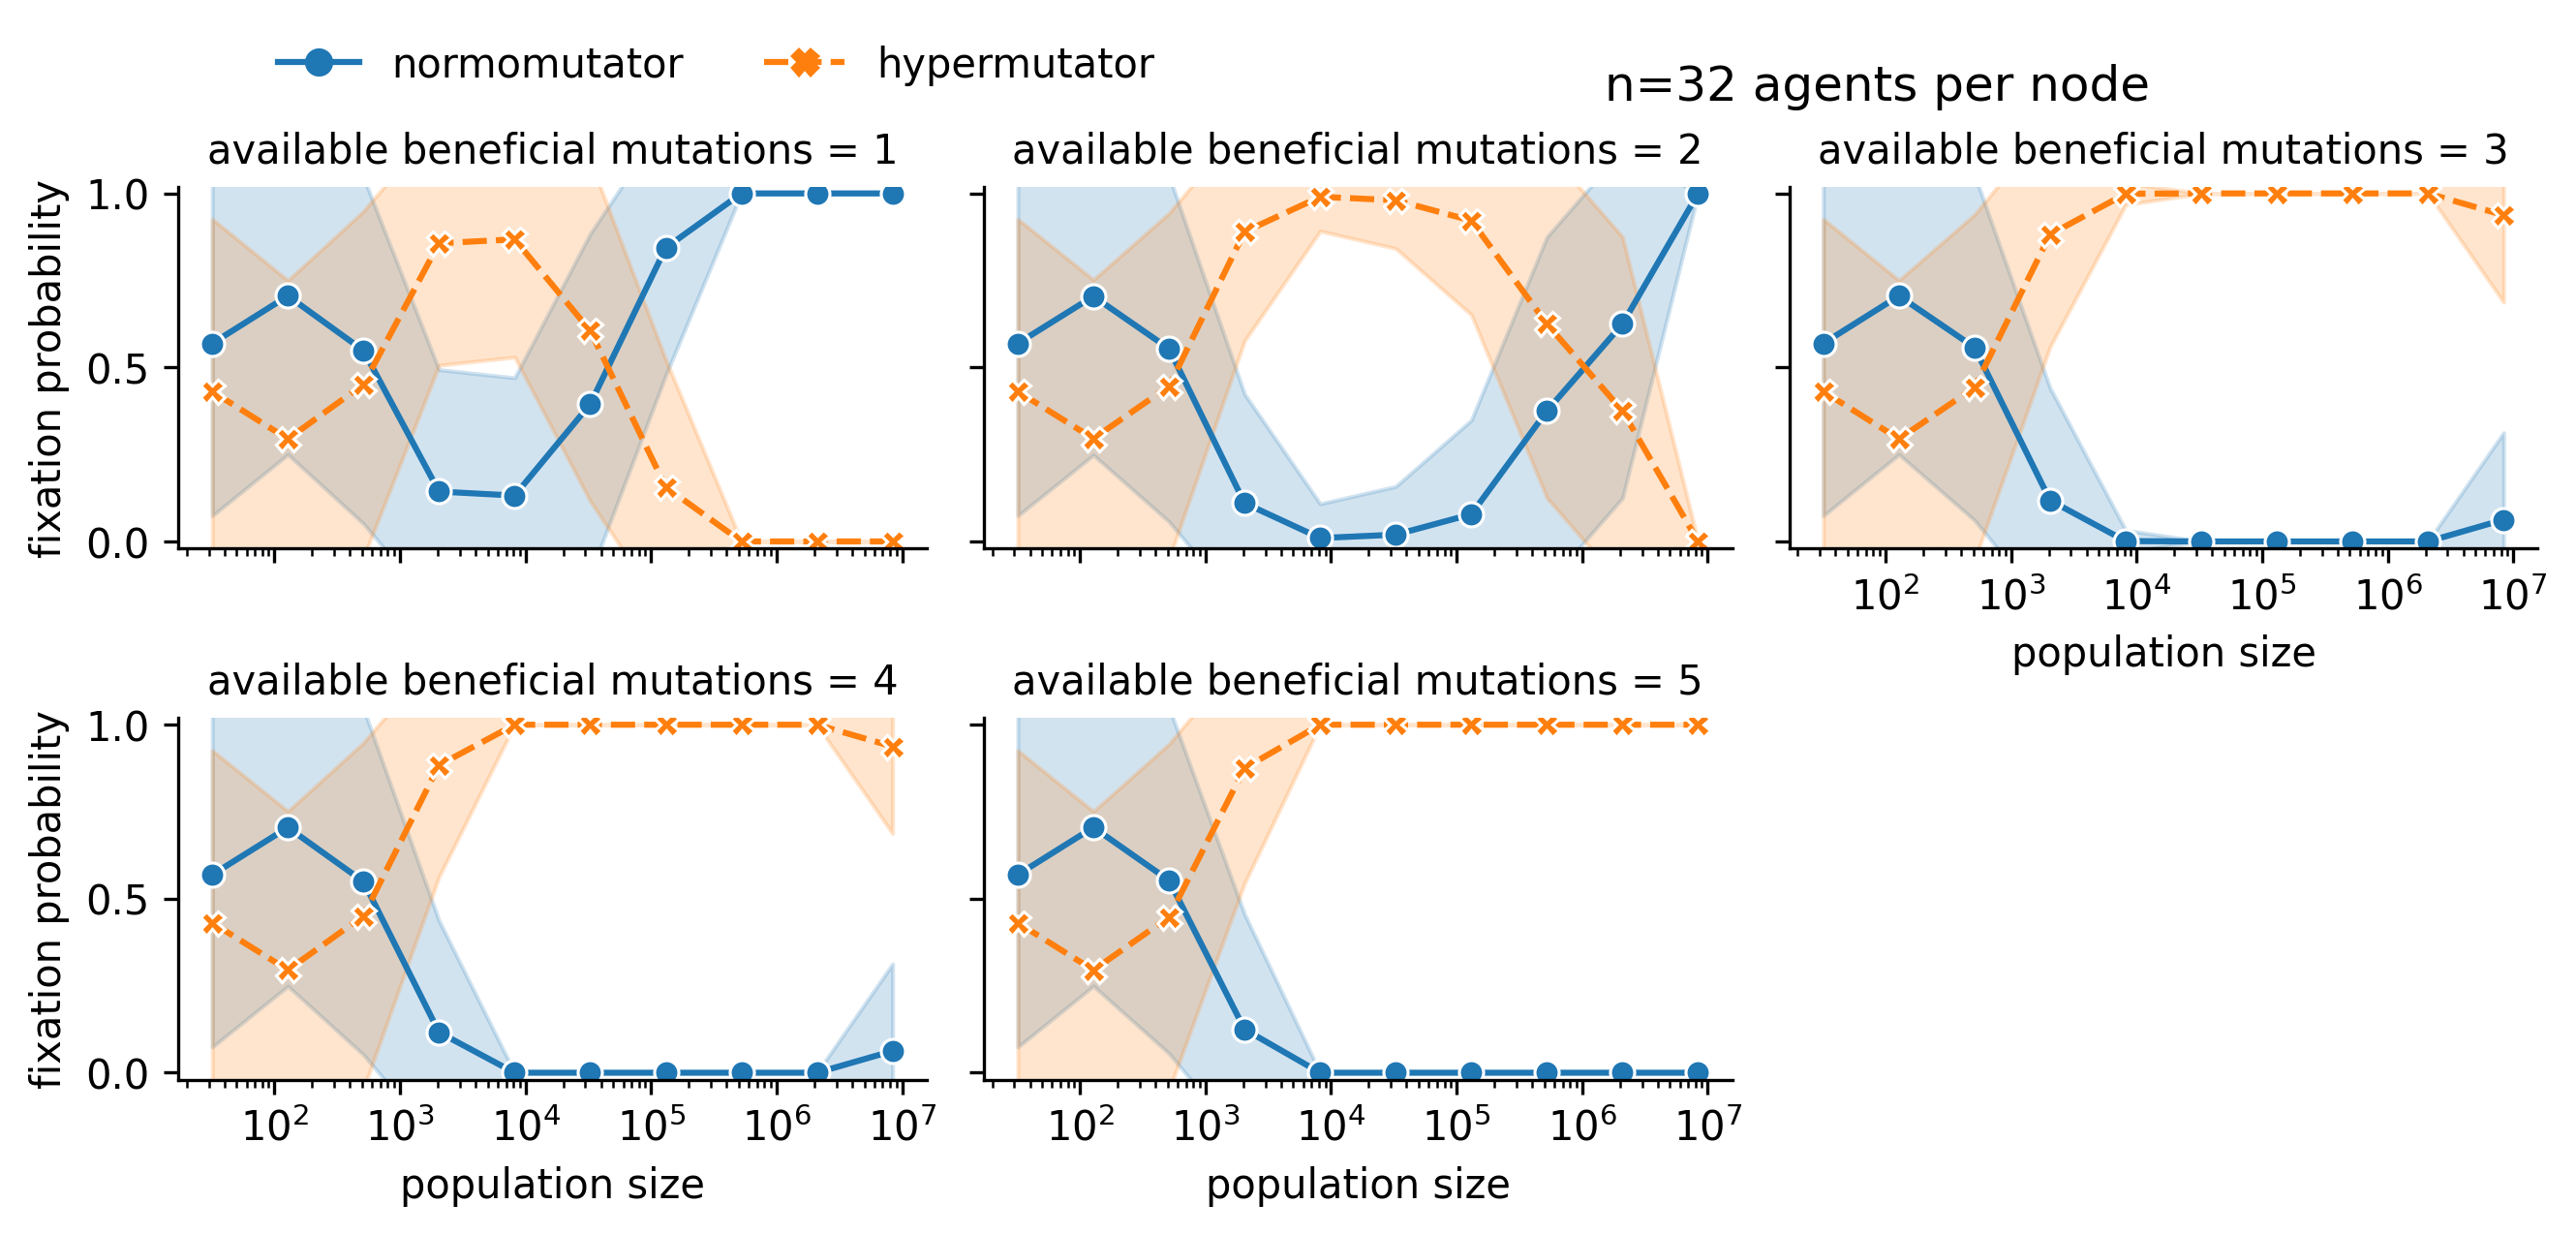 normomutator
hypermutator
n=32 agents per node
available beneficial mutations = 1
available beneficial mutations = 2
available beneficial mutations = 3
fixation probability
1.0
0.5
0.0
10² 10³ 10⁴ 10⁵ 10⁶ 10⁷
population size
available beneficial mutations = 4
available beneficial mutations = 5
fixation probability
1.0
0.5
0.0
10² 10³ 10⁴ 10⁵ 10⁶ 10⁷
10² 10³ 10⁴ 10⁵ 10⁶ 10⁷
population size
population size